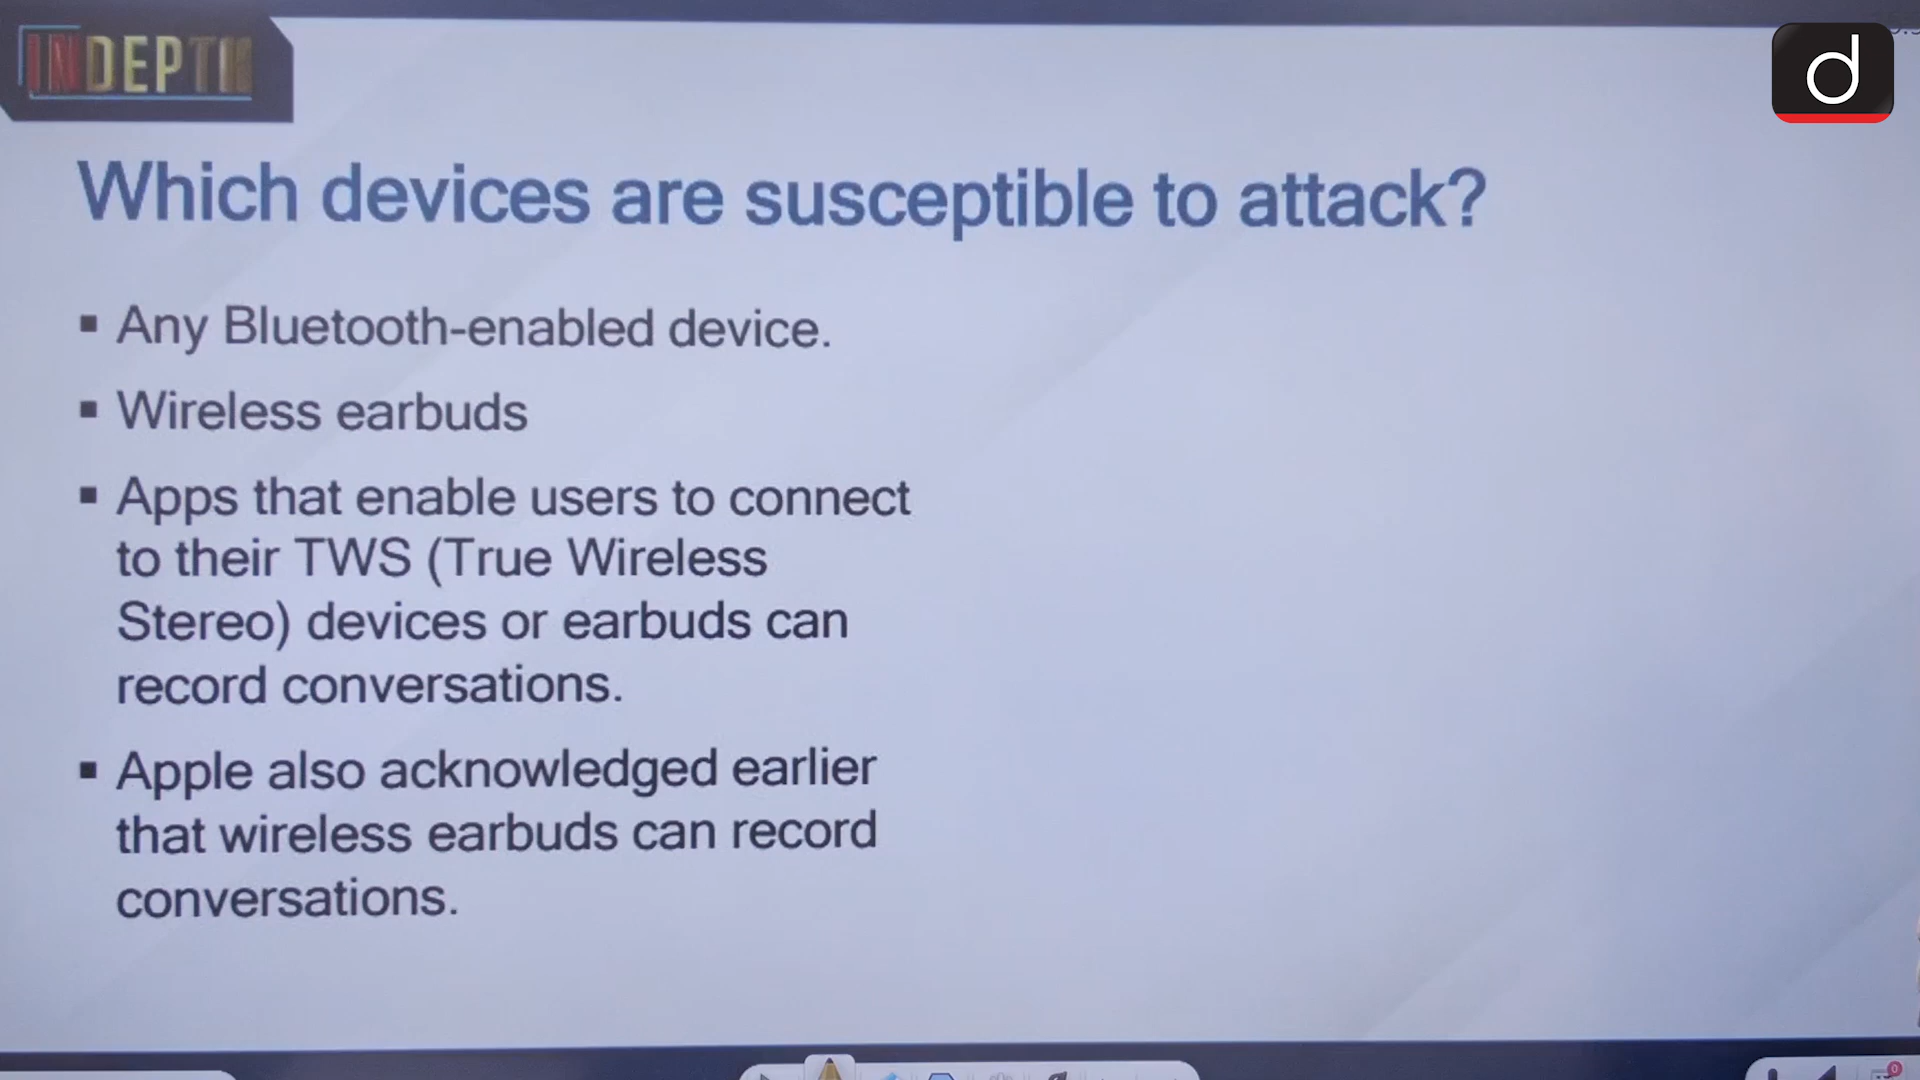 INDEPTH
d
Which devices are susceptible to attack?
▪ Any Bluetooth-enabled device.
▪ Wireless earbuds
▪ Apps that enable users to connect
to their TWS (True Wireless
Stereo) devices or earbuds can
record conversations.
▪ Apple also acknowledged earlier
that wireless earbuds can record
conversations.
0